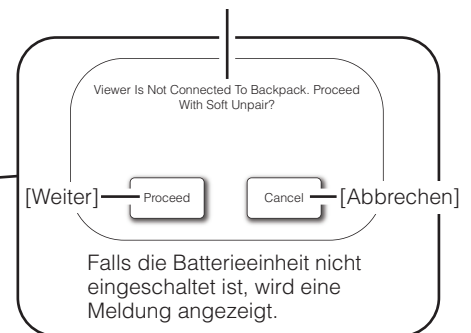 Viewer Is Not Connected To Backpack. Proceed
With Soft Unpair?
[Weiter] Proceed Cancel [Abbrechen]
Falls die Batterieeinheit nicht
eingeschaltet ist, wird eine
Meldung angezeigt.